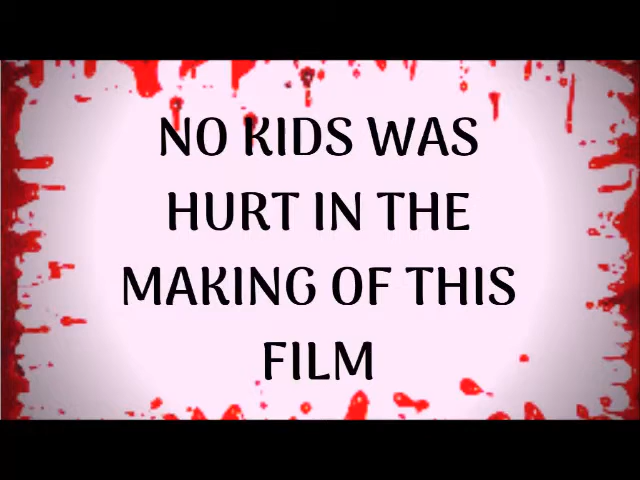 NO KIDS WAS
HURT IN THE
MAKING OF THIS
FILM